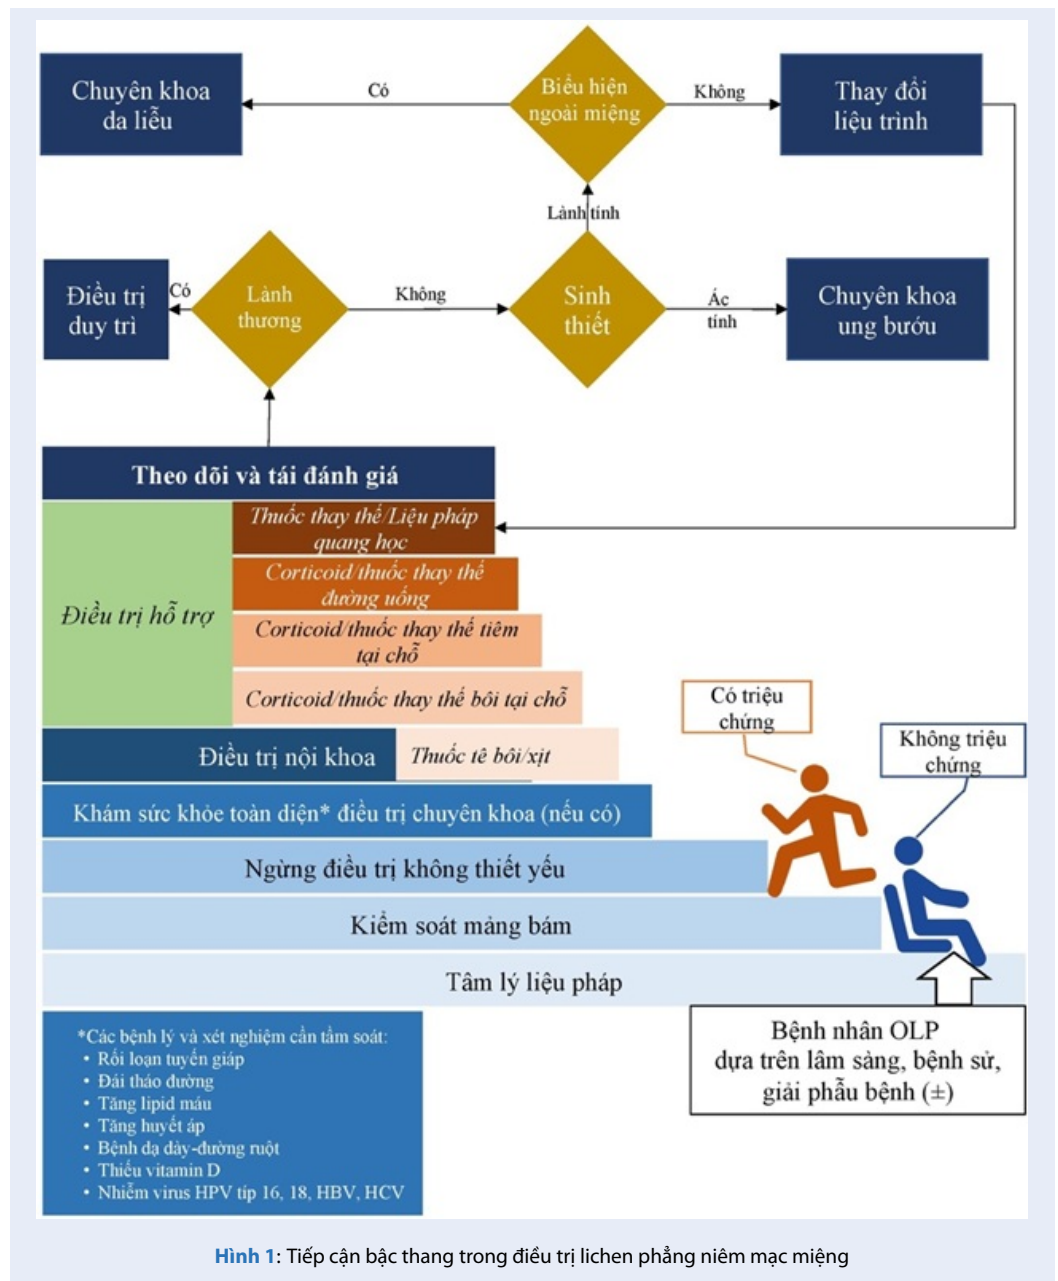 Chuyên khoa
da liễu
Có
Biểu hiện
ngoài miệng
Không
Thay đổi
liệu trình
Lành tính
Điều trị
duy trì
Có
Lành
thương
Không
Sinh
thiết
Ác
tính
Chuyên khoa
ung bướu
Theo dõi và tái đánh giá
Điều trị hỗ trợ
Thuốc thay thế/Liệu pháp
quang học
Corticoid/thuốc thay thế
đường uống
Corticoid/thuốc thay thế tiêm
tại chỗ
Corticoid/thuốc thay thế bôi tại chỗ
Điều trị nội khoa
Thuốc tê bôi/xịt
Có triệu
chứng
Không triệu
chứng
Khám sức khỏe toàn diện* điều trị chuyên khoa (nếu có)
Ngừng điều trị không thiết yếu
Kiểm soát mảng bám
Tâm lý liệu pháp
Bệnh nhân OLP
dựa trên lâm sàng, bệnh sử,
giải phẫu bệnh (±)
*Các bệnh lý và xét nghiệm cần tầm soát:
• Rối loạn tuyến giáp
• Đái tháo đường
• Tăng lipid máu
• Tăng huyết áp
• Bệnh dạ dày-đường ruột
• Thiếu vitamin D
• Nhiễm virus HPV típ 16, 18, HBV, HCV
Hình 1: Tiếp cận bậc thang trong điều trị lichen phẳng niêm mạc miệng